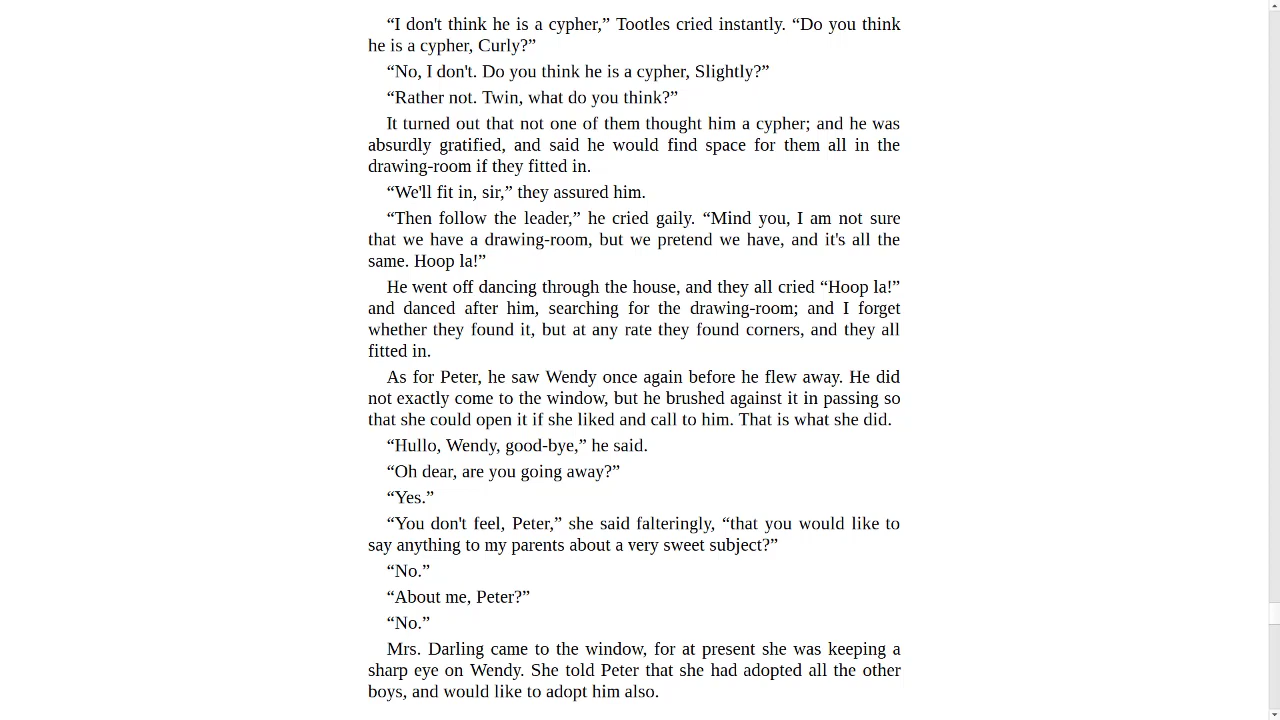 “I don't think he is a cypher,” Tootles cried instantly. “Do you think
he is a cypher, Curly?”
“No, I don't. Do you think he is a cypher, Slightly?”
“Rather not. Twin, what do you think?”
It turned out that not one of them thought him a cypher; and he was
absurdly gratified, and said he would find space for them all in the
drawing-room if they fitted in.
“We'll fit in, sir,” they assured him.
“Then follow the leader,” he cried gaily. “Mind you, I am not sure
that we have a drawing-room, but we pretend we have, and it's all the
same. Hoop la!”
He went off dancing through the house, and they all cried “Hoop la!”
and danced after him, searching for the drawing-room; and I forget
whether they found it, but at any rate they found corners, and they all
fitted in.
As for Peter, he saw Wendy once again before he flew away. He did
not exactly come to the window, but he brushed against it in passing so
that she could open it if she liked and call to him. That is what she did.
“Hullo, Wendy, good-bye,” he said.
“Oh dear, are you going away?”
“Yes.”
“You don't feel, Peter,” she said falteringly, “that you would like to
say anything to my parents about a very sweet subject?”
“No.”
“About me, Peter?”
“No.”
Mrs. Darling came to the window, for at present she was keeping a
sharp eye on Wendy. She told Peter that she had adopted all the other
boys, and would like to adopt him also.